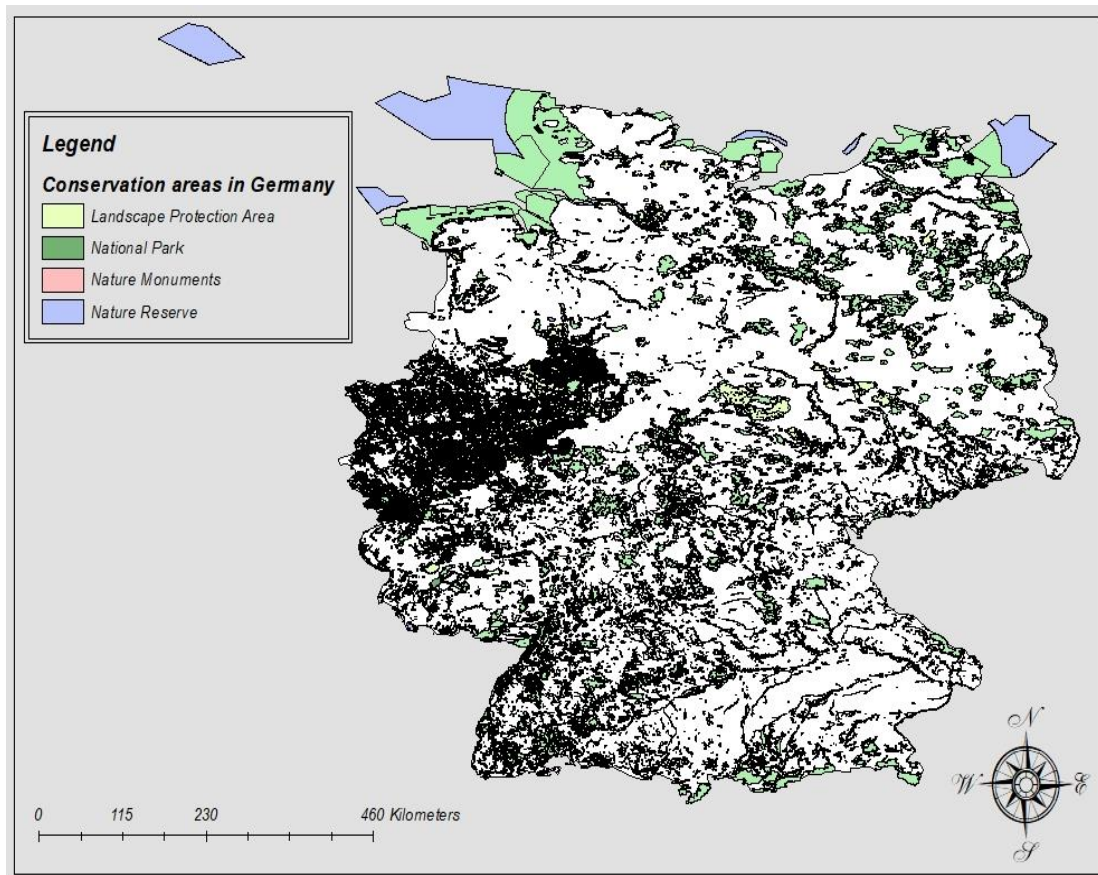 Legend
Conservation areas in Germany
Landscape Protection Area
National Park
Nature Monuments
Nature Reserve
N
W E
S
0 115 230 460 Kilometers